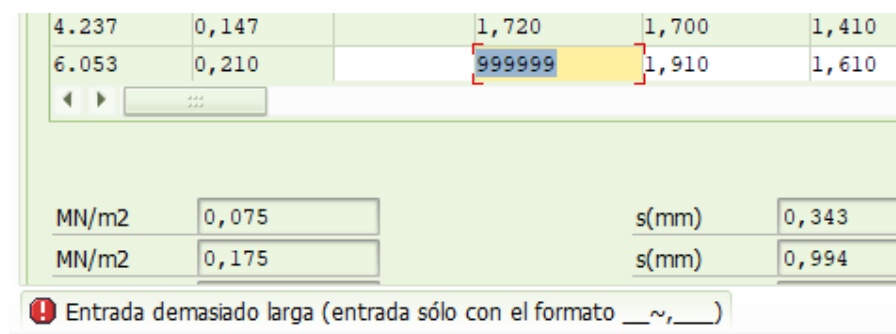 4.237 0,147 1,720 1,700 1,410
6.053 0,210 999999 1,910 1,610
MN/m2 0,075 s(mm) 0,343
MN/m2 0,175 s(mm) 0,994
Entrada demasiado larga (entrada sólo con el formato __~,___)